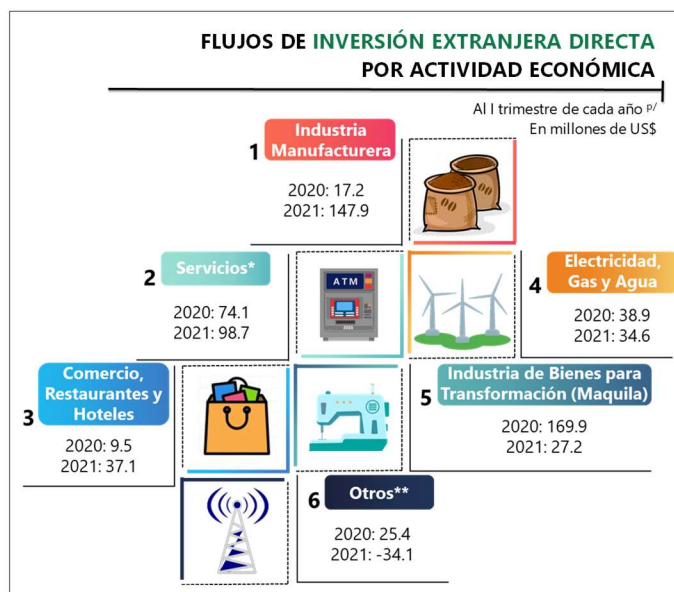 FLUJOS DE INVERSIÓN EXTRANJERA DIRECTA
POR ACTIVIDAD ECONÓMICA
Al I trimestre de cada año p/
En millones de US$
1
Industria
Manufacturera
2020: 17.2
2021: 147.9
2
Servicios*
2020: 74.1
2021: 98.7
ATM
4
Electricidad,
Gas y Agua
2020: 38.9
2021: 34.6
3
Comercio,
Restaurantes y
Hoteles
2020: 9.5
2021: 37.1
5
Industria de Bienes para
Transformación (Maquila)
2020: 169.9
2021: 27.2
6
Otros**
2020: 25.4
2021: -34.1